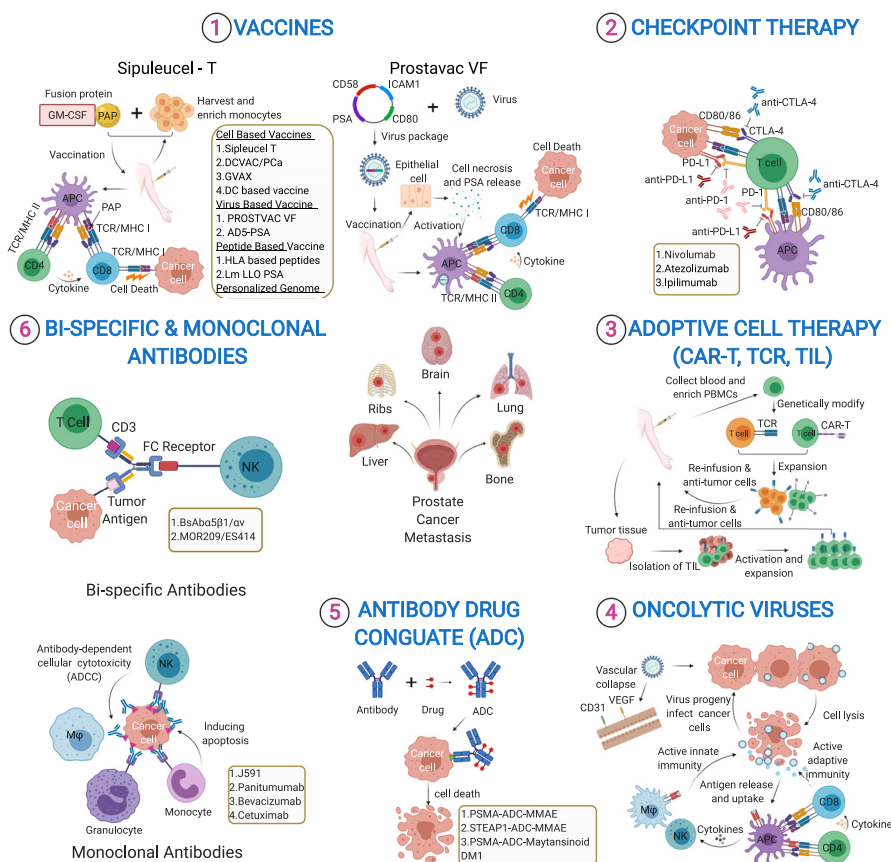 1 VACCINES
Sipuleucel - T
Fusion protein
GM-CSF
PAP
+
Harvest and
enrich monocytes
Vaccination
APC
PAP
TCR/MHC II
TCR/MHC I
TCR/MHC I
CD4
CD8
Cancer
cell
Cytokine
Cell Death
Cell Based Vaccines
1.Sipleucel T
2.DCVAC/PCa
3.GVAX
4.DC based vaccine
Virus Based Vaccine
1. PROSTVAC VF
2. AD5-PSA
Peptide Based Vaccine
1.HLA based peptides
2.Lm LLO PSA
Personalized Genome
Prostavac VF
CD58
ICAM1
PSA
CD80
+
Virus
Virus package
Epithelial
cell
Cell necrosis
and PSA release
Cell Death
Cancer
cell
TCR/MHC I
Vaccination
Activation
CD8
APC
Cytokine
TCR/MHC II
CD4
2 CHECKPOINT THERAPY
anti-CTLA-4
CD80/86
Cancer
cell
CTLA-4
T cell
PD-L1
anti-PD-L1
PD-1
anti-PD-1
anti-CTLA-4
CD80/86
anti-PD-L1
APC
1.Nivolumab
2.Atezolizumab
3.Ipilimumab
6 BI-SPECIFIC & MONOCLONAL
ANTIBODIES
T Cell
CD3
FC Receptor
NK
Cancer
cell
Tumor
Antigen
1.BsAbα5β1/αv
2.MOR209/ES414
Bi-specific Antibodies
Brain
Ribs
Lung
Liver
Bone
Prostate
Cancer
Metastasis
3 ADOPTIVE CELL THERAPY
(CAR-T, TCR, TIL)
Collect blood and
enrich PBMCs
Genetically modify
T cell
TCR
T cell
CAR-T
Expansion
Re-infusion &
anti-tumor cells
Re-infusion
& anti-tumor cells
Tumor tissue
Isolation of TIL
Activation and
expansion
Antibody-dependent
cellular cytotoxicity
(ADCC)
NK
Mφ
Cancer
cell
Inducing
apoptosis
Granulocyte
Monocyte
1.J591
2.Panitumumab
3.Bevacizumab
4.Cetuximab
Monoclonal Antibodies
5 ANTIBODY DRUG
CONGUATE (ADC)
+
Antibody
Drug
ADC
Cancer
cell
cell death
1.PSMA-ADC-MMAE
2.STEAP1-ADC-MMAE
3.PSMA-ADC-Maytansinoid
DM1
4 ONCOLYTIC VIRUSES
Vascular
collapse
Cancer
cell
VEGF
CD31
Virus progeny
infect cancer
cells
Cell lysis
Active innate
immunity
Active
adaptive
immunity
Antigen release
and uptake
Mφ
CD8
NK
Cytokines
APC
Cytokine
CD4